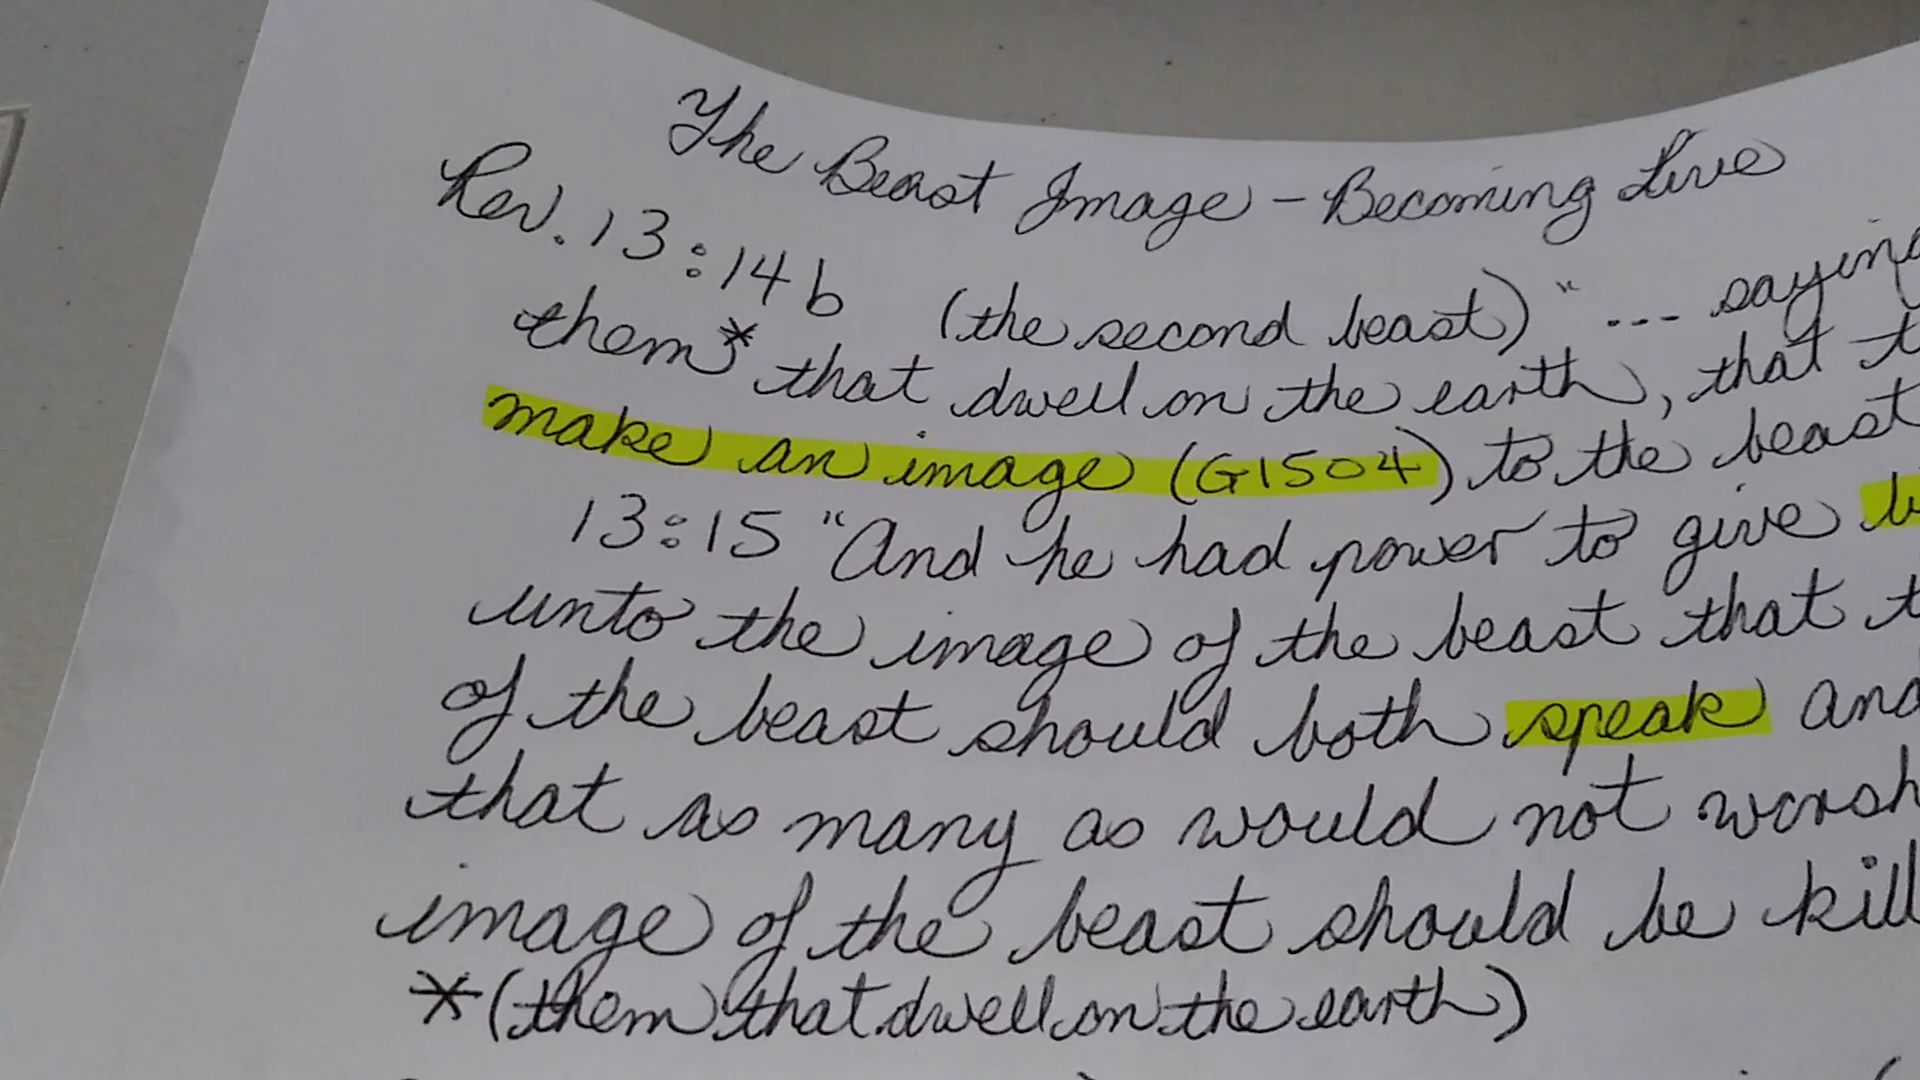 The Beast Image - Becoming Live
Rev. 13:14b (the second beast) "... saying
them* that dwell on the earth, that
make an image (G1504) to the beast
13:15 "And he had power to give
unto the image of the beast that
of the beast should both speak and
that as many as would not
image of the beast should be
*(them that dwell on the earth)